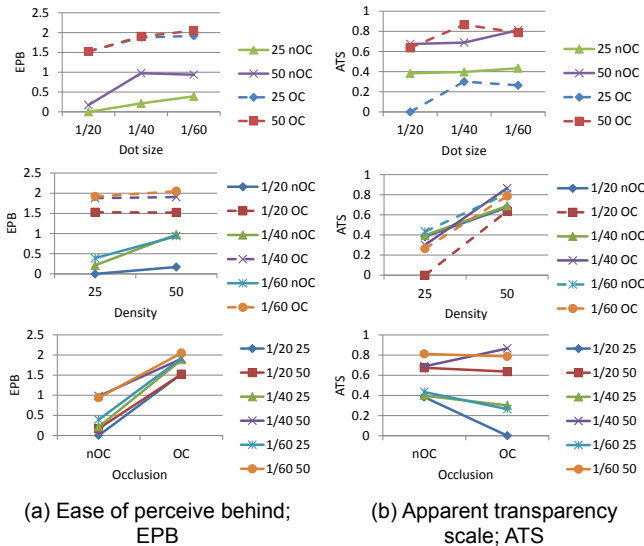 EPB
2.5
2
1.5
1
0.5
0
1/20 1/40 1/60
Dot size
25 nOC
50 nOC
25 OC
50 OC
ATS
1
0.8
0.6
0.4
0.2
0
1/20 1/40 1/60
Dot size
25 nOC
50 nOC
25 OC
50 OC
EPB
2.5
2
1.5
1
0.5
0
25 50
Density
1/20 nOC
1/20 OC
1/40 nOC
1/40 OC
1/60 nOC
1/60 OC
ATS
1
0.8
0.6
0.4
0.2
0
25 50
Density
1/20 nOC
1/20 OC
1/40 nOC
1/40 OC
1/60 nOC
1/60 OC
EPB
2.5
2
1.5
1
0.5
0
nOC OC
Occlusion
1/20 25
1/20 50
1/40 25
1/40 50
1/60 25
1/60 50
ATS
1
0.8
0.6
0.4
0.2
0
nOC OC
Occlusion
1/20 25
1/20 50
1/40 25
1/40 50
1/60 25
1/60 50
(a) Ease of perceive behind;
EPB
(b) Apparent transparency
scale; ATS